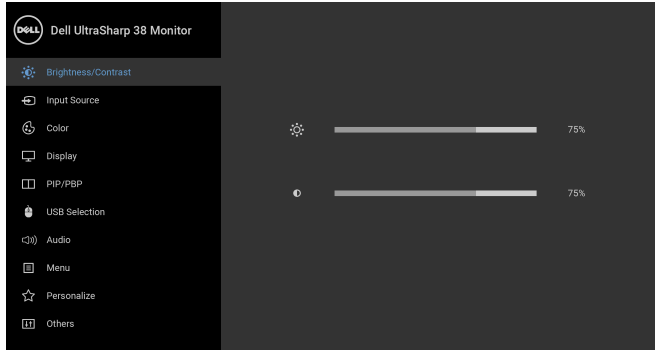 DELL Dell UltraSharp 38 Monitor
Brightness/Contrast
Input Source
Color
Display
PIP/PBP
USB Selection
Audio
Menu
Personalize
Others
75%
75%